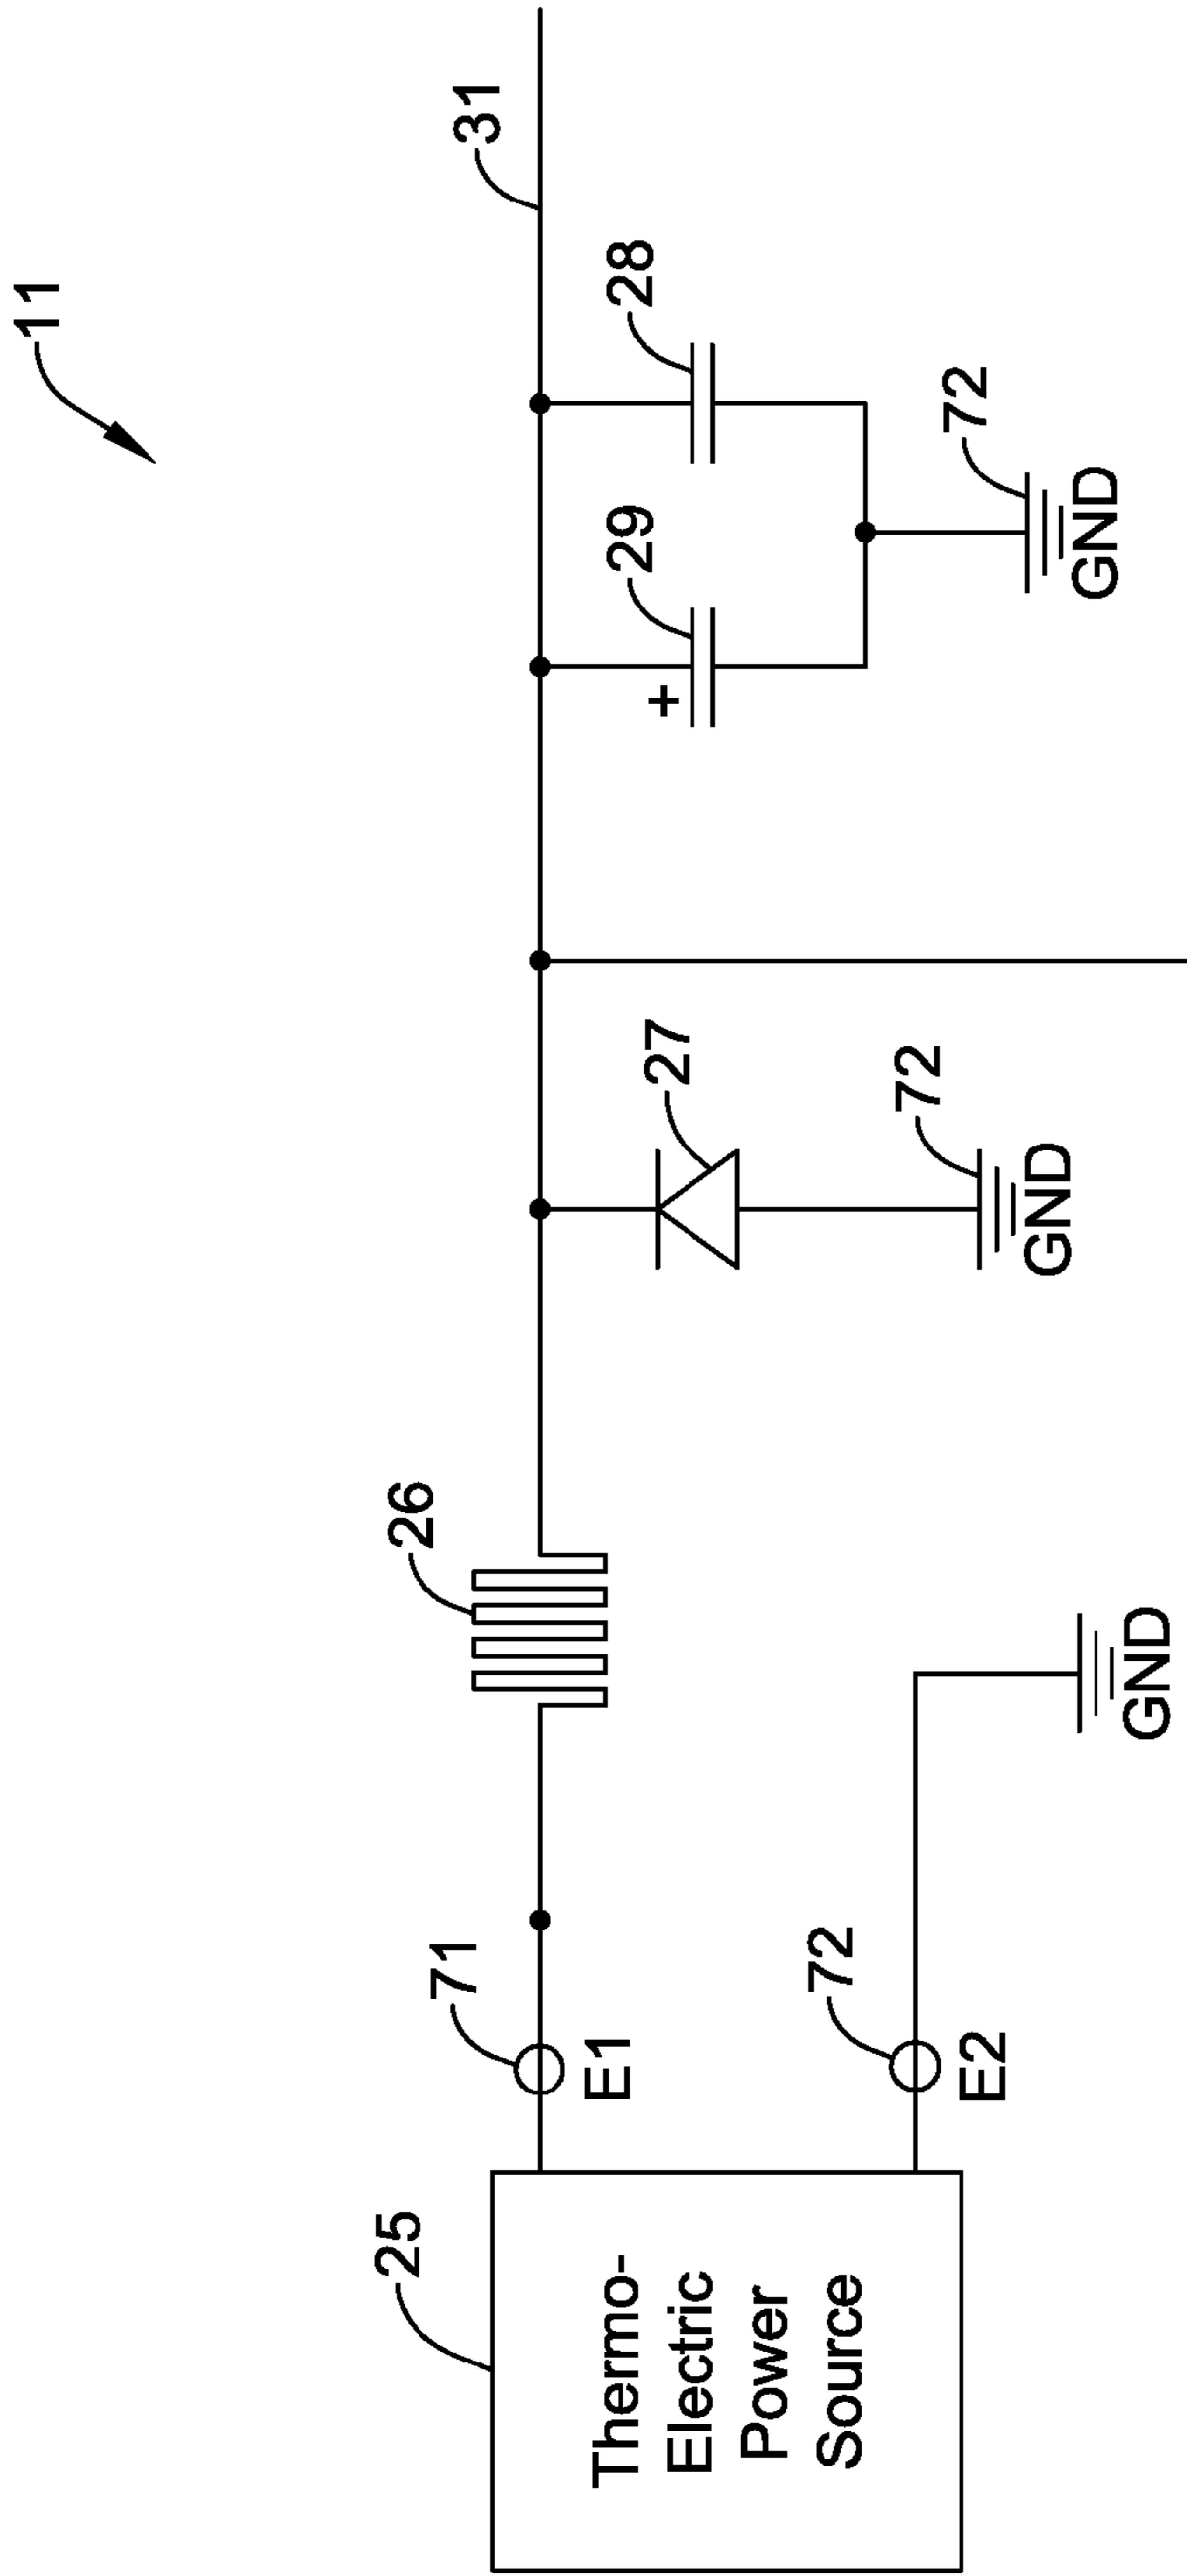 11
31
28
29
72
GND
27
72
GND
26
GND
71
E1
72
E2
25
Thermo-
Electric
Power
Source
+